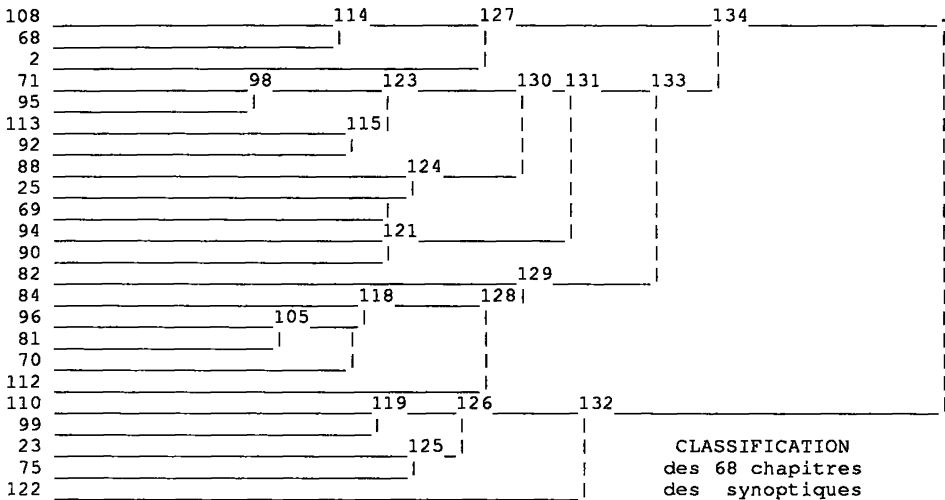 108 114 127 134
68
2
71 98 123 130 131 133
95
113 115
92
88 124
25
69
94 121
90
82 129
84 118 128
96 105
81
70
112
110 119 126 132
99
23 125 CLASSIFICATION
75 des 68 chapitres
122 des synoptiques